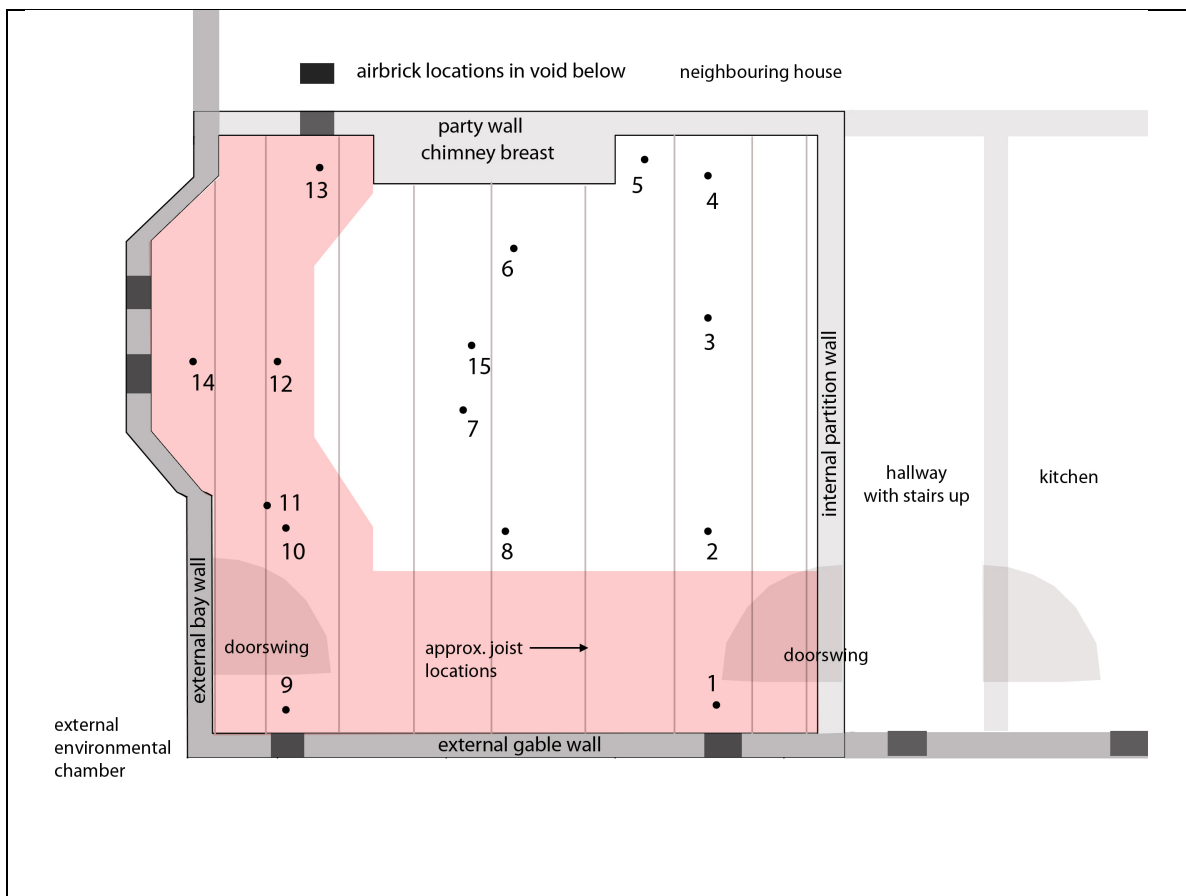 airbrick locations in void below
neighbouring house
party wall
chimney breast
13
5
4
6
3
15
14
12
7
internal partition wall
hallway
with stairs up
kitchen
11
10
8
2
external bay wall
doorswing
approx. joist
locations
doorswing
9
1
external
environmental
chamber
external gable wall